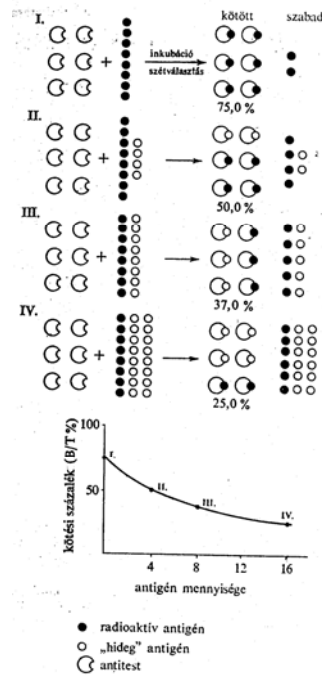 I. kötött szabad
+ inkubáció
szétválasztás
75,0 %
II.
+
50,0 %
III.
+
37,0 %
IV.
+
25,0 %
kötési százalék (B/T %)
100
50
I.
II.
III.
IV.
4 8 12 16
antigén mennyisége
radioaktív antigén
„hideg” antigén
antitest